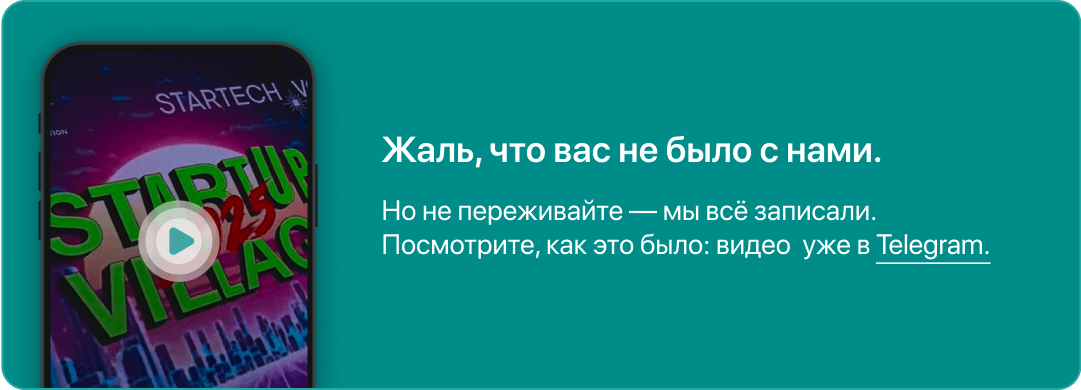 STARTECH
STARTUP
2025
VILLAG
Жаль, что вас не было с нами.
Но не переживайте — мы всё записали.
Посмотрите, как это было: видео уже в Telegram.